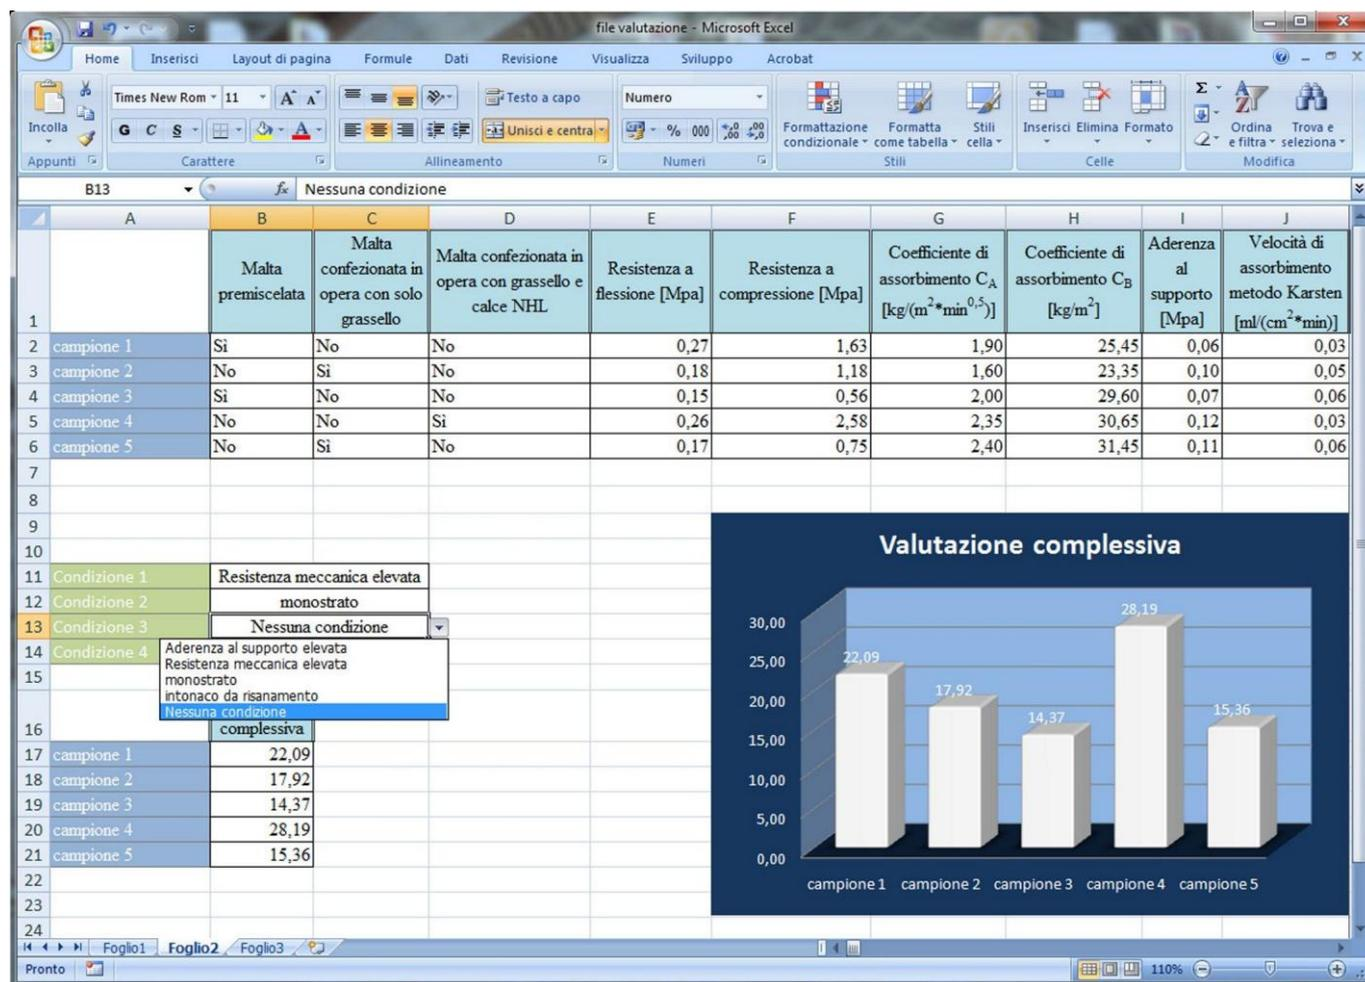 file valutazione - Microsoft Excel
Home Inserisci Layout di pagina Formule Dati Revisione Visualizza Sviluppo Acrobat
Incolla
Times New Rom 11
G C S
Testo a capo
Unisci e centra
Numero
% 000
Formattazione condizionale
Formatta come tabella
Stili cella
Inserisci Elimina Formato
Ordina e filtra
Trova e seleziona
Appunti Carattere Allineamento Numeri Stili Celle Modifica
B13 fx Nessuna condizione
A B C D E F G H I J
1
Malta premiscelata
Malta confezionata in opera con solo grassello
Malta confezionata in opera con grassello e calce NHL
Resistenza a flessione [Mpa]
Resistenza a compressione [Mpa]
Coefficiente di assorbimento C_A [kg/(m²*min⁰,⁵)]
Coefficiente di assorbimento C_B [kg/m²]
Aderenza al supporto [Mpa]
Velocità di assorbimento metodo Karsten [ml/(cm²*min)]
2 campione 1 Sì No No 0,27 1,63 1,90 25,45 0,06 0,03
3 campione 2 No Sì No 0,18 1,18 1,60 23,35 0,10 0,05
4 campione 3 Sì No No 0,15 0,56 2,00 29,60 0,07 0,06
5 campione 4 No No Sì 0,26 2,58 2,35 30,65 0,12 0,03
6 campione 5 No Sì No 0,17 0,75 2,40 31,45 0,11 0,06
7
8
9
10
11 Condizione 1 Resistenza meccanica elevata
12 Condizione 2 monostrato
13 Condizione 3 Nessuna condizione
14 Condizione 4
Aderenza al supporto elevata
Resistenza meccanica elevata
monostrato
intonaco da risanamento
Nessuna condizione
15
16 complessiva
17 campione 1 22,09
18 campione 2 17,92
19 campione 3 14,37
20 campione 4 28,19
21 campione 5 15,36
22
23
24
Valutazione complessiva
30,00
25,00
20,00
15,00
10,00
5,00
0,00
22,09
17,92
14,37
28,19
15,36
campione 1 campione 2 campione 3 campione 4 campione 5
Foglio1 Foglio2 Foglio3
Pronto 110%